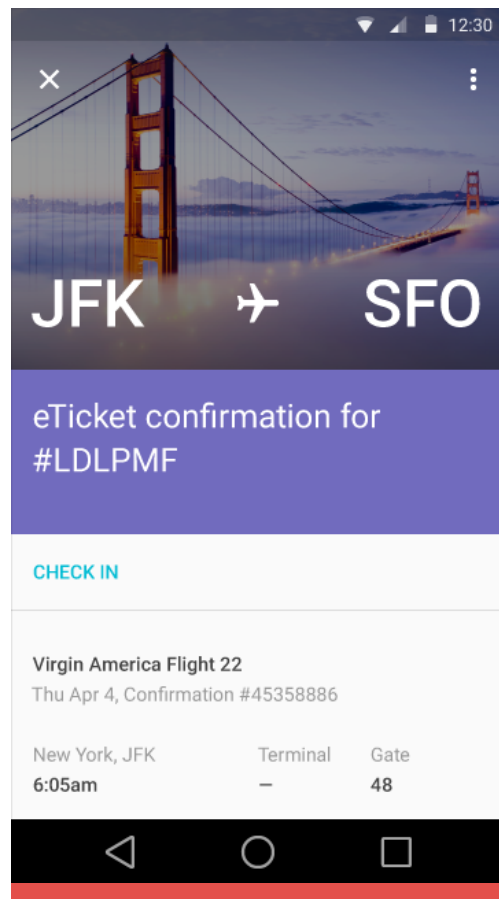 12:30
JFK SFO
eTicket confirmation for
#LDLPMF
CHECK IN
Virgin America Flight 22
Thu Apr 4, Confirmation #45358886
New York, JFK Terminal Gate
6:05am – 48